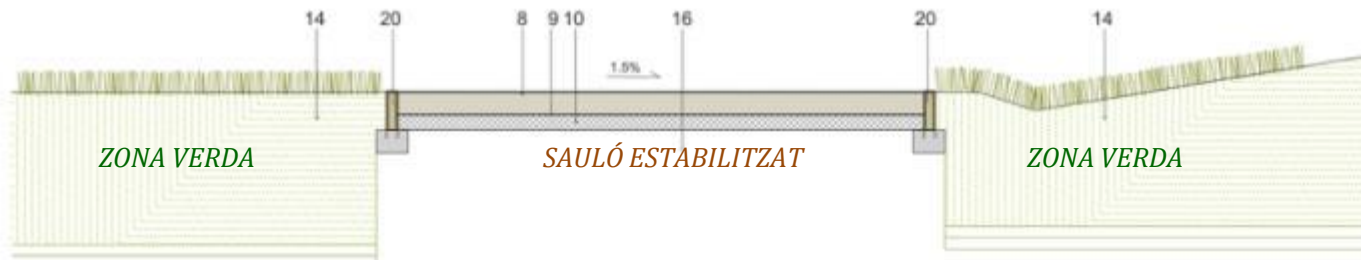 14 20 8 9 10 16 20 14
1.5%
ZONA VERDA SAULÓ ESTABILITZAT ZONA VERDA